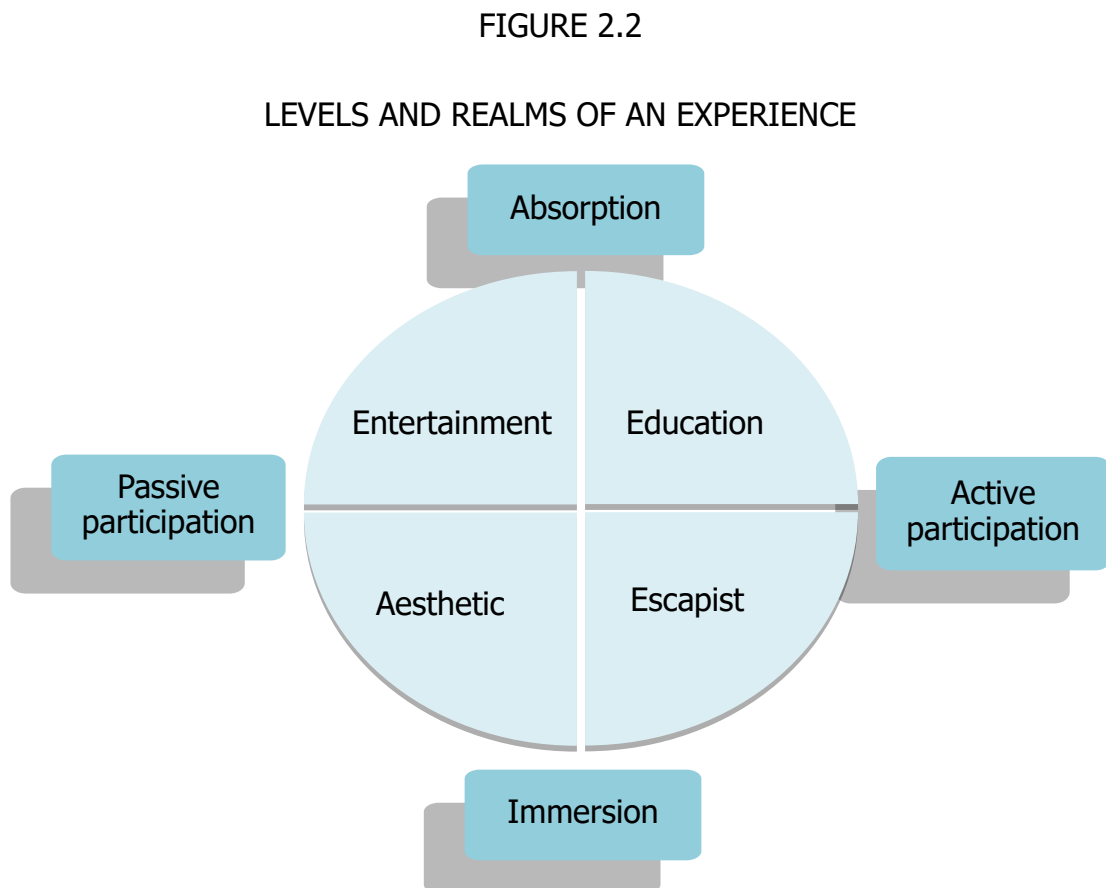 FIGURE 2.2
LEVELS AND REALMS OF AN EXPERIENCE
Absorption
Entertainment
Education
Passive
participation
Active
participation
Aesthetic
Escapist
Immersion